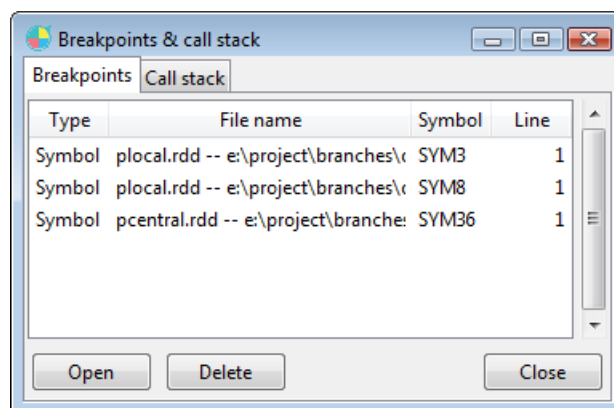 Breakpoints & call stack
Breakpoints Call stack
Type File name Symbol Line
Symbol plocal.rdd -- e:\project\branches\c SYM3 1
Symbol plocal.rdd -- e:\project\branches\c SYM8 1
Symbol pcentral.rdd -- e:\project\branche: SYM36 1
Open Delete Close